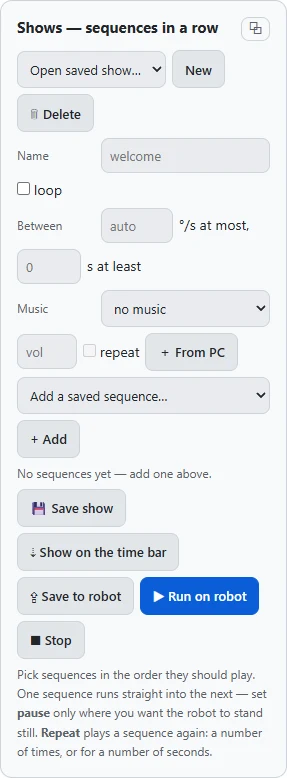 Shows — sequences in a row
Open saved show... New
Delete
Name welcome
loop
Between auto °/s at most,
0 s at least
Music no music
vol repeat + From PC
Add a saved sequence...
+ Add
No sequences yet — add one above.
Save show
⇣ Show on the time bar
⇪ Save to robot ▶ Run on robot
■ Stop
Pick sequences in the order they should play.
One sequence runs straight into the next — set
pause only where you want the robot to stand
still. Repeat plays a sequence again: a number
of times, or for a number of seconds.